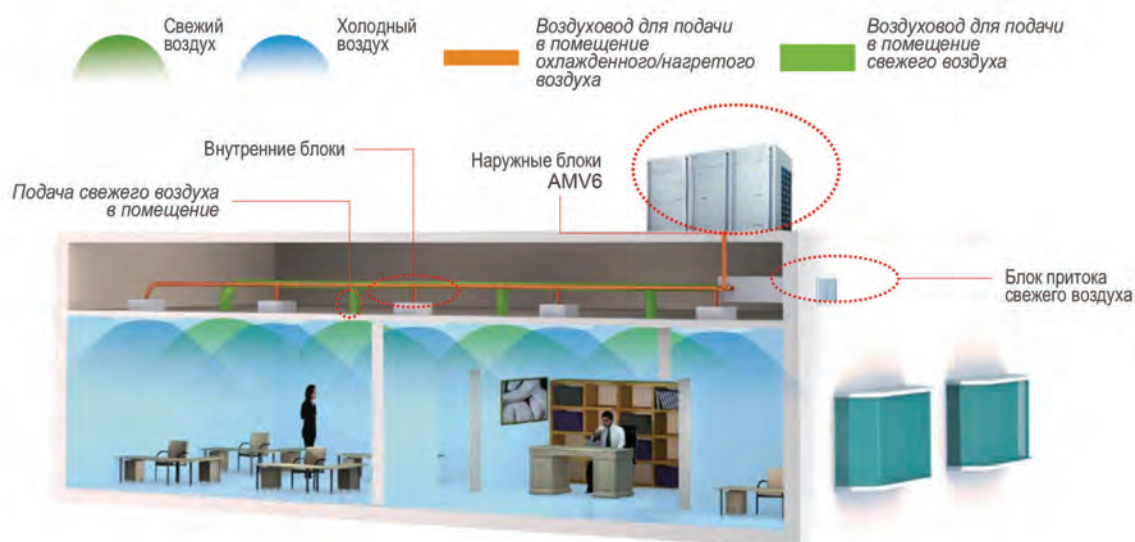 Свежий
воздух
Холодный
воздух
Воздуховод для подачи
в помещение
охлажденного/нагретого
воздуха
Воздуховод для подачи
в помещение
свежего воздуха
Внутренние блоки
Наружные блоки
AMV6
Подача свежего воздуха
в помещение
Блок притока
свежего воздуха